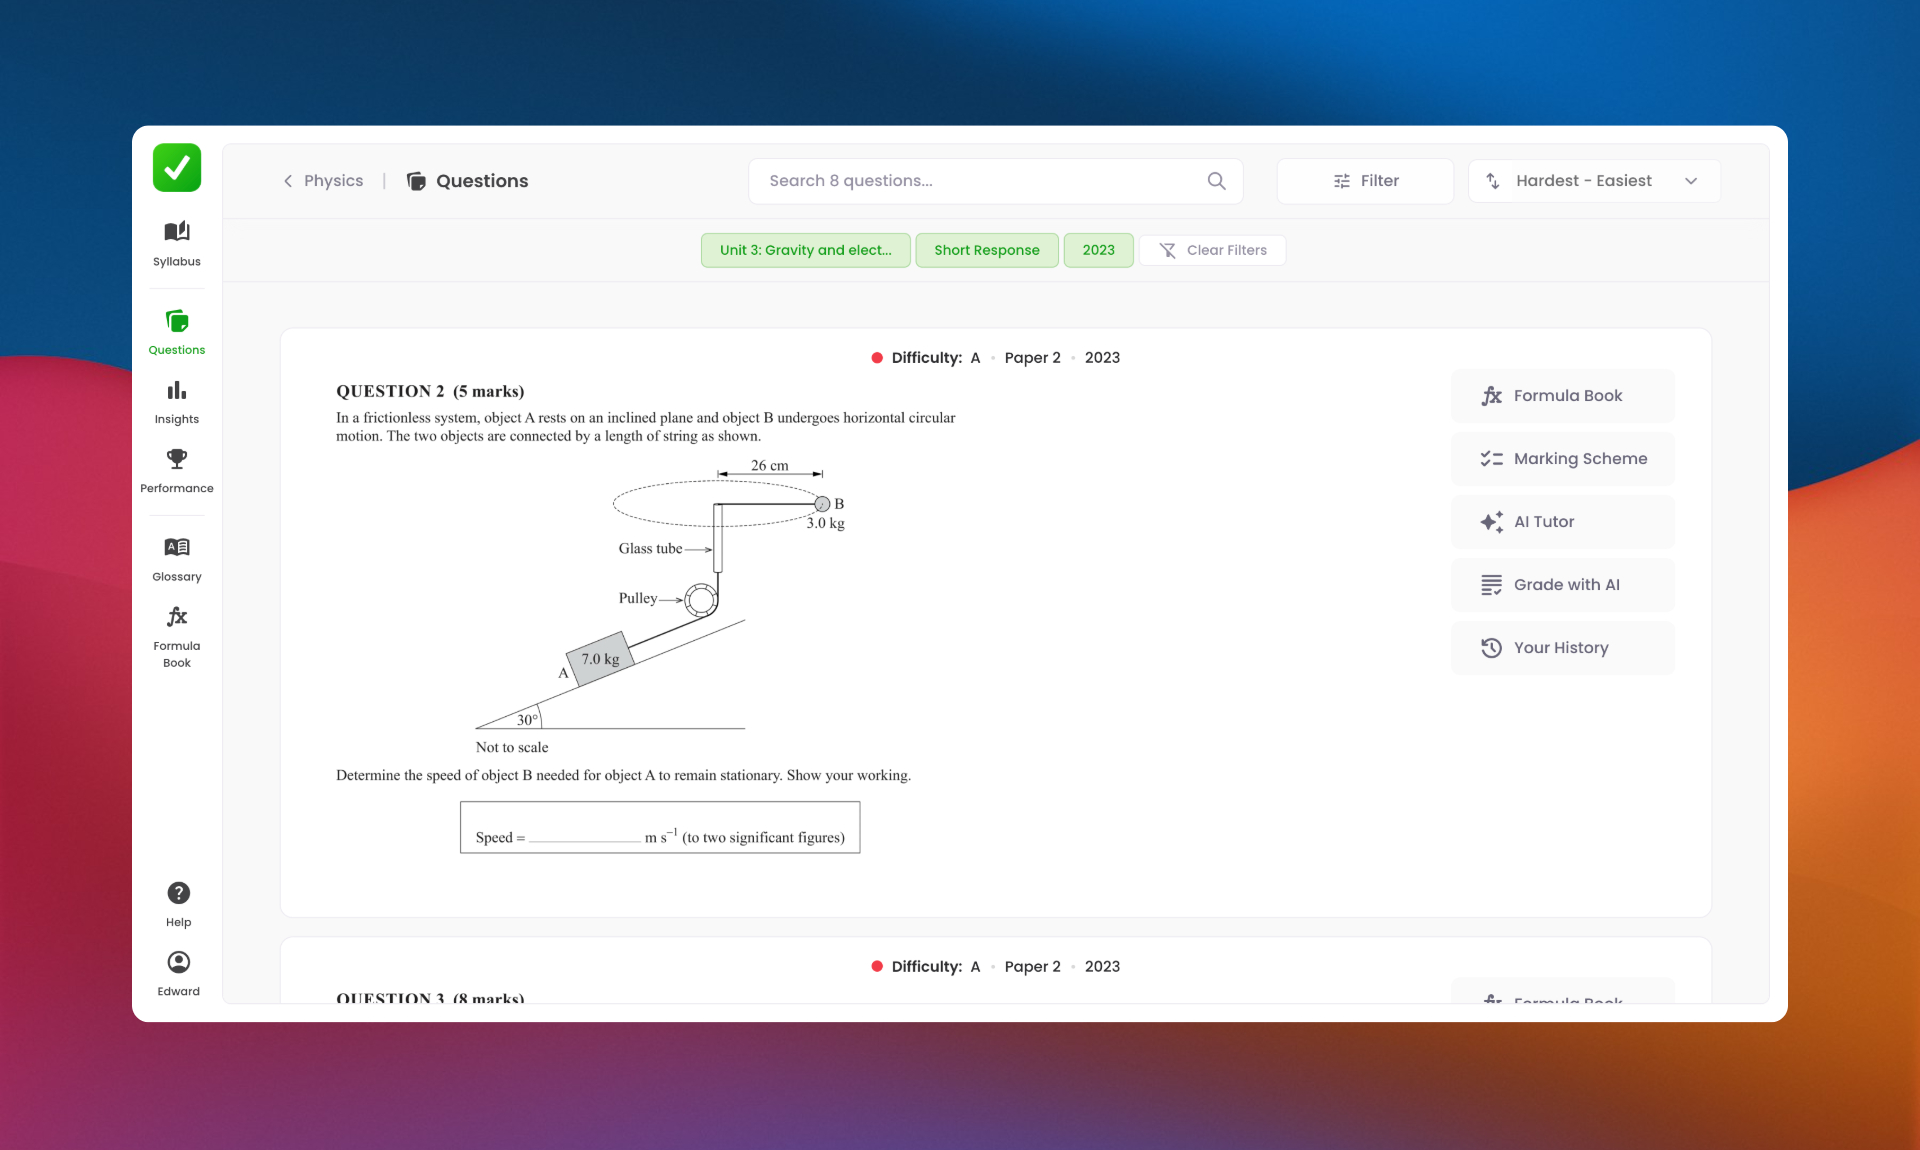 Physics | Questions
Search 8 questions...
Filter
Hardest - Easiest
Unit 3: Gravity and elect...
Short Response
2023
Clear Filters
Syllabus
Questions
Insights
Performance
Glossary
Formula
Book
Help
Edward
Difficulty: A • Paper 2 • 2023
QUESTION 2 (5 marks)
In a frictionless system, object A rests on an inclined plane and object B undergoes horizontal circular
motion. The two objects are connected by a length of string as shown.
26 cm
B
3.0 kg
Glass tube
Pulley
7.0 kg
A
30°
Not to scale
Determine the speed of object B needed for object A to remain stationary. Show your working.
Speed = ______________ m s⁻¹ (to two significant figures)
Formula Book
Marking Scheme
AI Tutor
Grade with AI
Your History
Difficulty: A • Paper 2 • 2023
QUESTION 3 (8 marks)
Formula Book